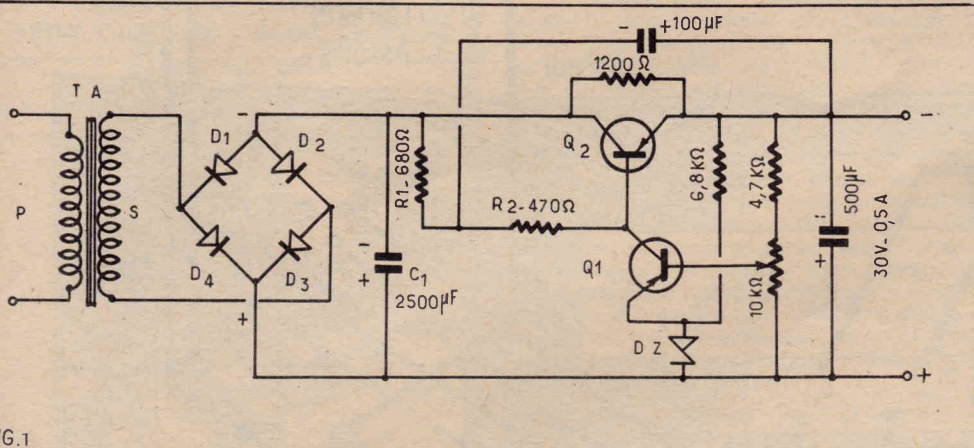 -
+100µF
1200 Ω
T A
-
-
D1
D2
Q2
R1-680Ω
6,8KΩ
4,7KΩ
P
S
R2-470Ω
-
500µF
30V-0,5A
D4
D3
-
+
C1
2500µF
Q1
10KΩ
+
+
D Z
+
G.1